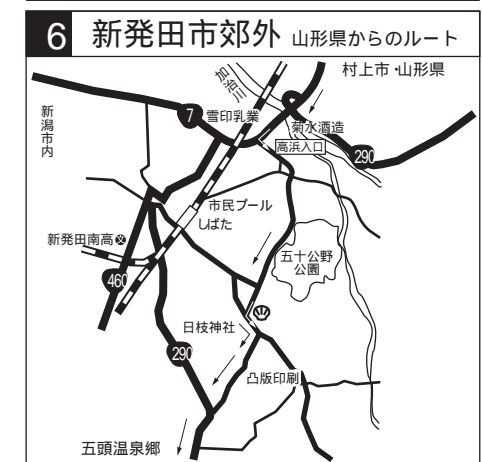 6 新発田市郊外 山形県からのルート
村上市・山形県
加治川
新潟市内
7
雪印乳業
菊水酒造
高浜入口
290
市民プール
しばた
新発田南高
五十公野
公園
460
日枝神社
290
凸版印刷
五頭温泉郷